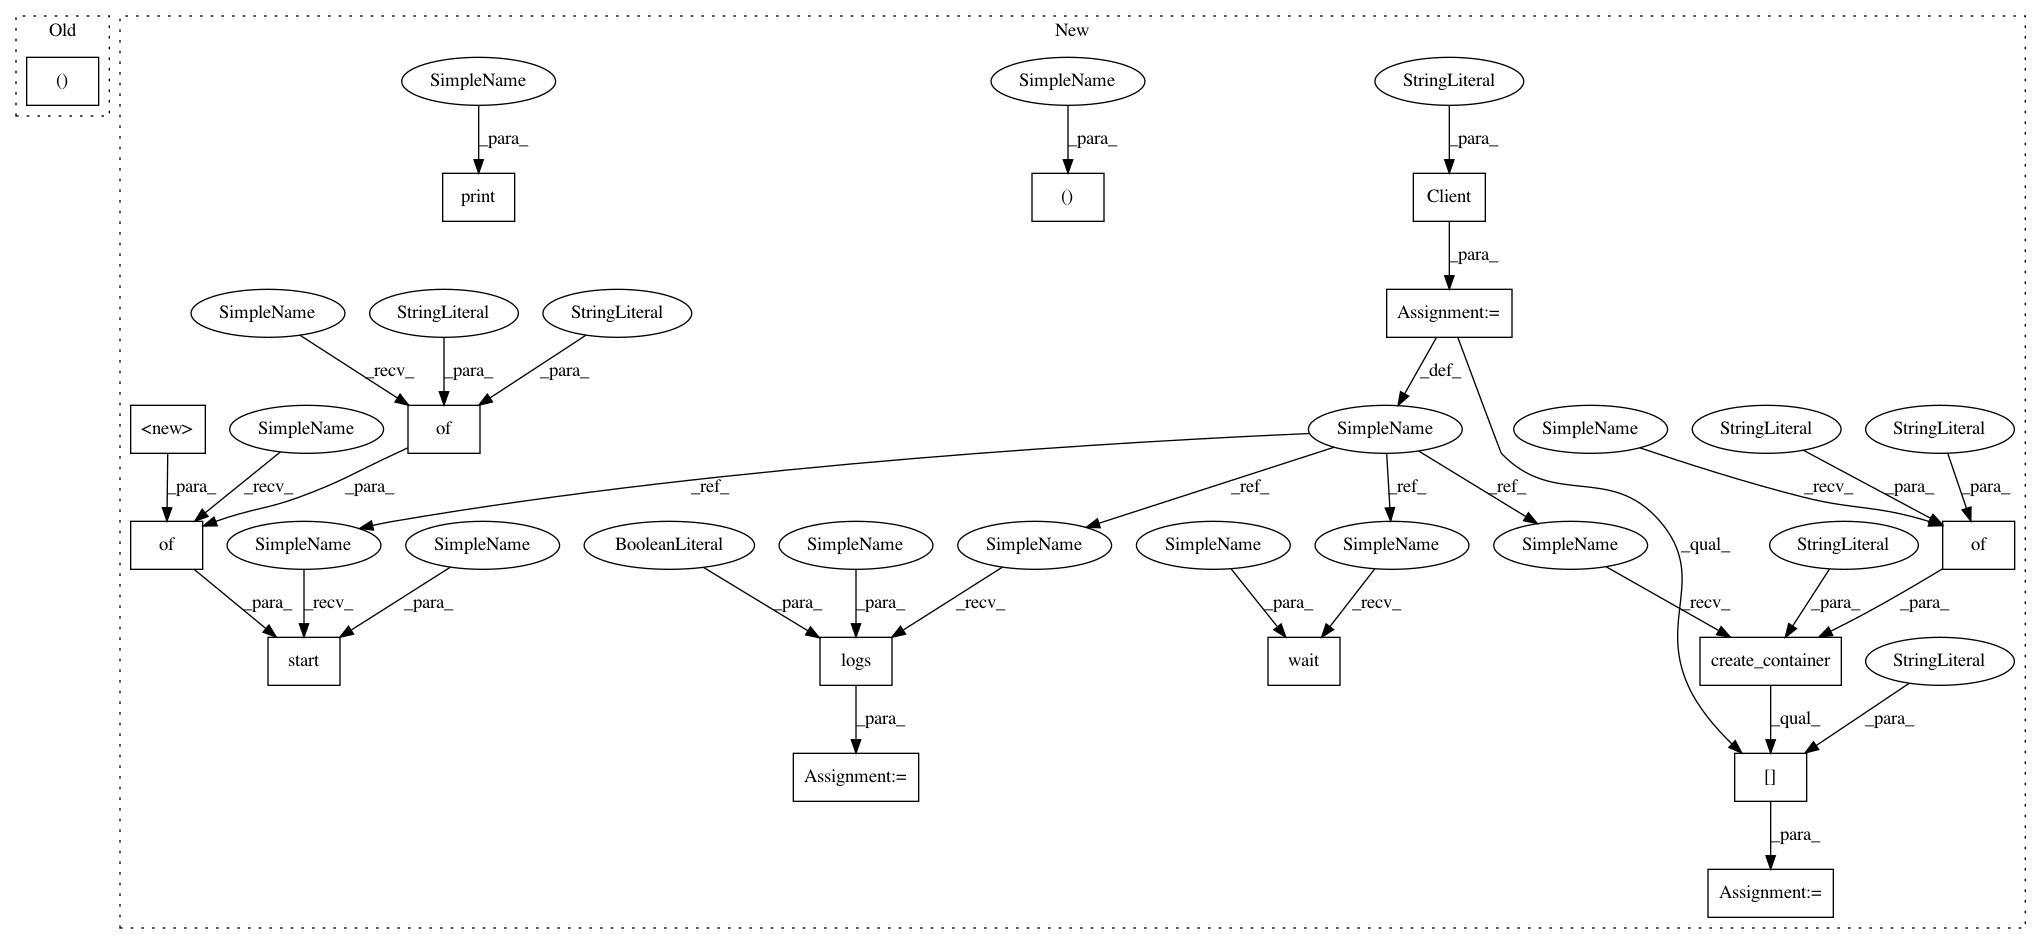 Old
New
()
SimpleName
SimpleName
StringLiteral
_para_
_para_
_para_
print
()
Client
_para_
SimpleName
StringLiteral
StringLiteral
Assignment:=
_recv_
_para_
_para_
_def_
<new>
SimpleName
of
SimpleName
SimpleName
StringLiteral
StringLiteral
_para_
_recv_
_para_
_ref_
_ref_
_ref_
_ref_
_recv_
_para_
_para_
of
SimpleName
SimpleName
BooleanLiteral
SimpleName
SimpleName
SimpleName
SimpleName
SimpleName
_qual_
StringLiteral
of
_para_
_recv_
_para_
_para_
_para_
_recv_
_para_
_recv_
_recv_
_para_
_para_
start
logs
wait
create_container
StringLiteral
_para_
_qual_
_para_
Assignment:=
[]
_para_
Assignment:=